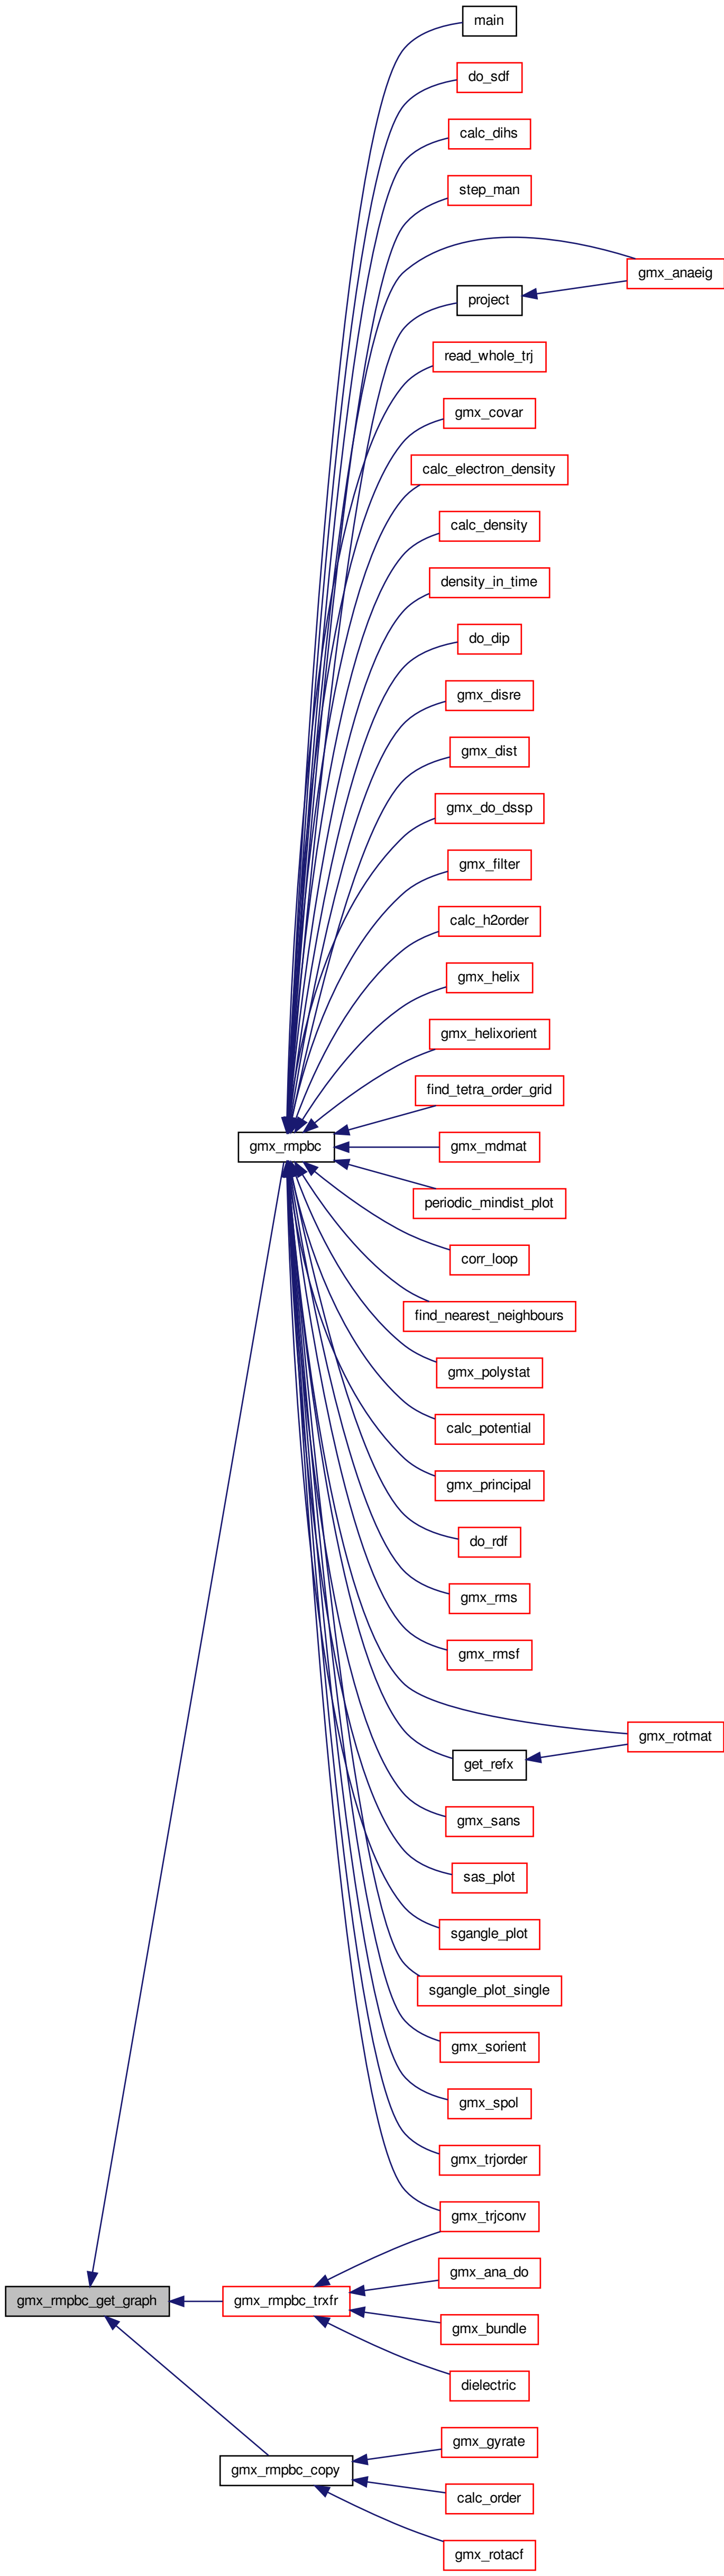 main
do_sdf
calc_dihs
step_man
gmx_anaeig
project
read_whole_trj
gmx_covar
calc_electron_density
calc_density
density_in_time
do_dip
gmx_disre
gmx_dist
gmx_do_dssp
gmx_filter
calc_h2order
gmx_helix
gmx_helixorient
find_tetra_order_grid
gmx_rmpbc
gmx_mdmat
periodic_mindist_plot
corr_loop
find_nearest_neighbours
gmx_polystat
calc_potential
gmx_principal
do_rdf
gmx_rms
gmx_rmsf
gmx_rotmat
get_refx
gmx_sans
sas_plot
sgangle_plot
sgangle_plot_single
gmx_sorient
gmx_spol
gmx_trjorder
gmx_trjconv
gmx_ana_do
gmx_rmpbc_get_graph
gmx_rmpbc_trxfr
gmx_bundle
dielectric
gmx_gyrate
gmx_rmpbc_copy
calc_order
gmx_rotacf